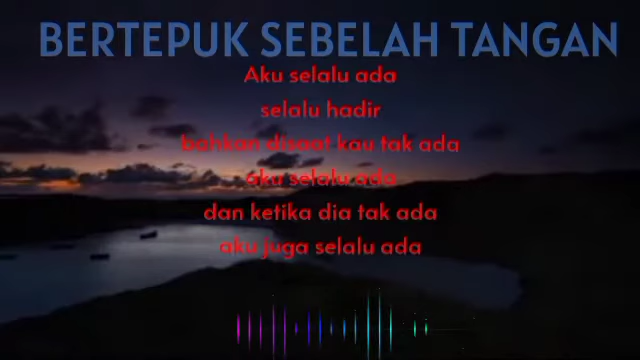 BERTEPUK SEBELAH TANGAN
Aku selalu ada
selalu hadir
bahkan disaat kau tak ada
aku selalu ada
dan ketika dia tak ada
aku juga selalu ada